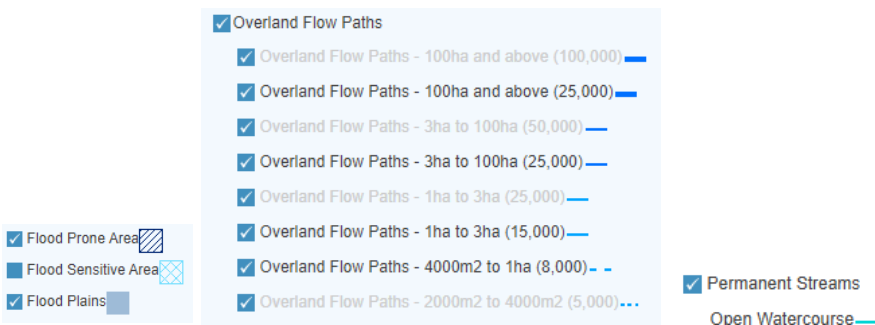 Overland Flow Paths
Overland Flow Paths - 100ha and above (100,000)
Overland Flow Paths - 100ha and above (25,000)
Overland Flow Paths - 3ha to 100ha (50,000)
Overland Flow Paths - 3ha to 100ha (25,000)
Overland Flow Paths - 1ha to 3ha (25,000)
Overland Flow Paths - 1ha to 3ha (15,000)
Overland Flow Paths - 4000m2 to 1ha (8,000)
Overland Flow Paths - 2000m2 to 4000m2 (5,000)
Flood Prone Area
Flood Sensitive Area
Flood Plains
Permanent Streams
Open Watercourse